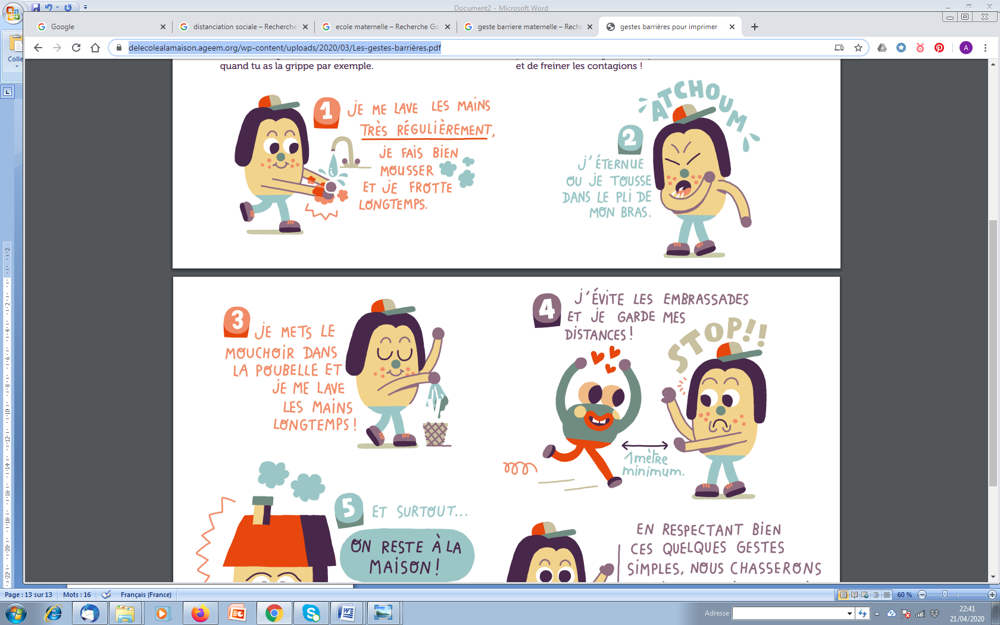 Document2 - Microsoft Word
Google
distanciation sociale – Recherche
ecole maternelle – Recherche Go
geste barriere maternelle – Rech
gestes barrières pour imprimer
delecolealamaison.ageem.org/wp-content/uploads/2020/03/Les-gestes-barrières.pdf
A
Colle
quand tu as la grippe par exemple.
et de freiner les contagions !
1
JE ME LAVE LES MAINS
TRÈS RÉGULIÈREMENT,
JE FAIS BIEN
MOUSSER
ET JE FROTTE
LONGTEMPS.
ATCHOUM
2
J'ÉTERNUE
OU JE TOUSSE
DANS LE PLI DE
MON BRAS.
3
JE METS LE
MOUCHOIR DANS
LA POUBELLE ET
JE ME LAVE
LES MAINS
LONGTEMPS !
4
J'ÉVITE LES EMBRASSADES
ET JE GARDE MES
DISTANCES !
STOP!!
1 mètre
minimum.
5
ET SURTOUT...
ON RESTE À LA
MAISON !
EN RESPECTANT BIEN
CES QUELQUES GESTES
SIMPLES, NOUS CHASSERONS
Page : 13 sur 13
Mots : 16
Français (France)
60 %
Adresse
22:41
21/04/2020